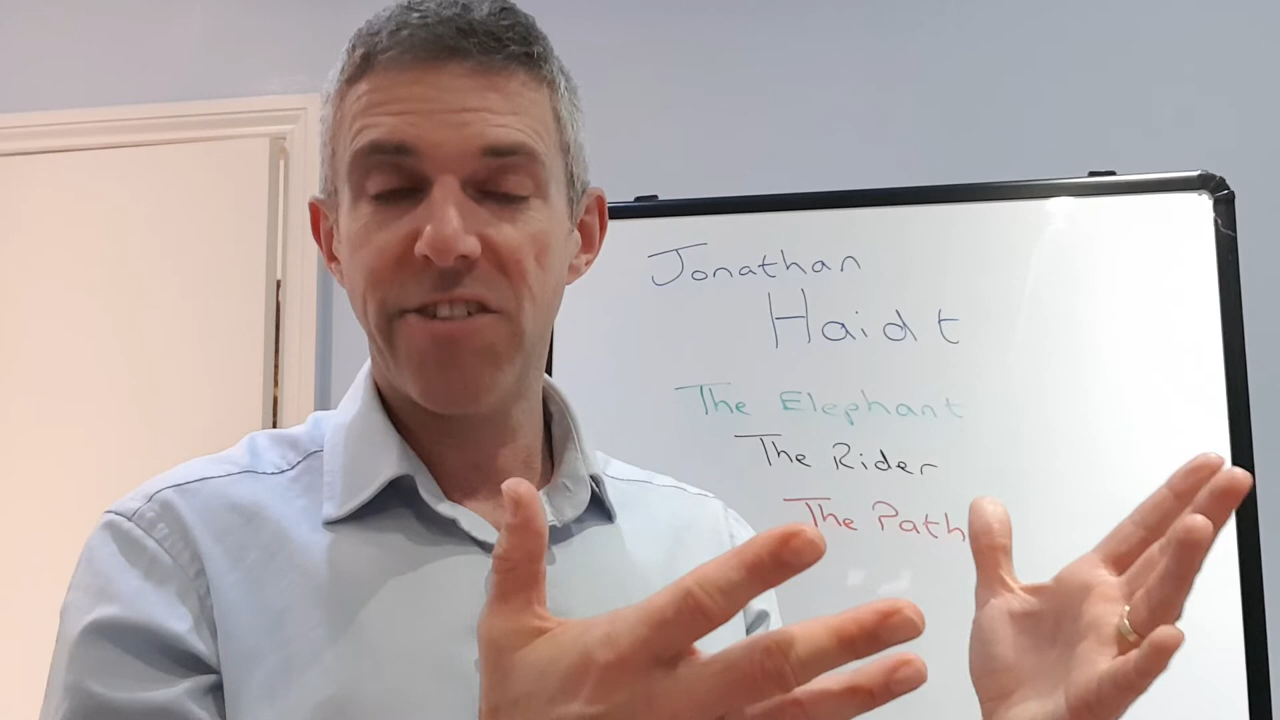 Jonathan
Haidt
The Elephant
The Rider
The Path